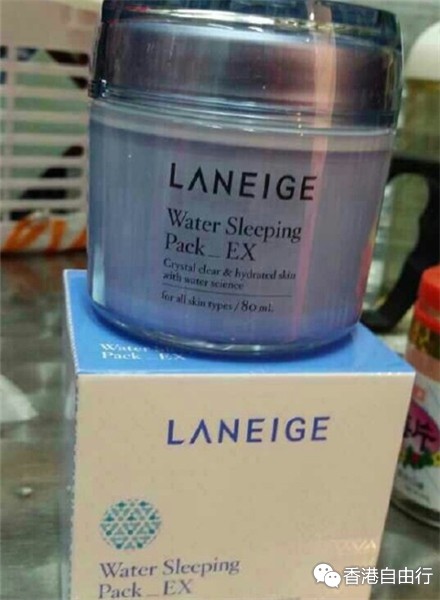 LANEIGE
Water Sleeping
Pack_EX
Crystal clear & hydrated skin
with water science
for all skin types / 80 ml.
Water Sleeping
Pack_EX
LANEIGE
Water Sleeping
Pack_EX
香港自由行